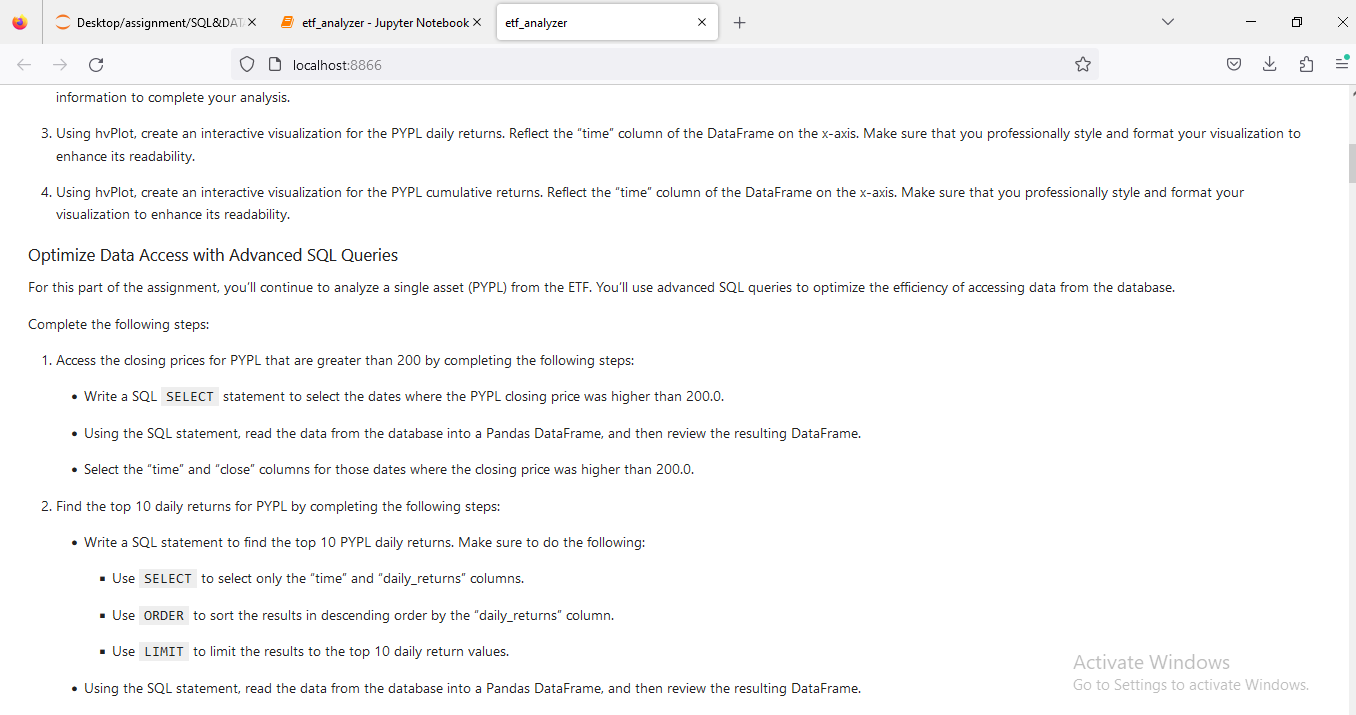 Desktop/assignment/SQL&DATA
etf_analyzer - Jupyter Notebook
etf_analyzer
localhost:8866
information to complete your analysis.
3. Using hvPlot, create an interactive visualization for the PYPL daily returns. Reflect the “time” column of the DataFrame on the x-axis. Make sure that you professionally style and format your visualization to
enhance its readability.
4. Using hvPlot, create an interactive visualization for the PYPL cumulative returns. Reflect the “time” column of the DataFrame on the x-axis. Make sure that you professionally style and format your
visualization to enhance its readability.
Optimize Data Access with Advanced SQL Queries
For this part of the assignment, you’ll continue to analyze a single asset (PYPL) from the ETF. You’ll use advanced SQL queries to optimize the efficiency of accessing data from the database.
Complete the following steps:
1. Access the closing prices for PYPL that are greater than 200 by completing the following steps:
• Write a SQL SELECT statement to select the dates where the PYPL closing price was higher than 200.0.
• Using the SQL statement, read the data from the database into a Pandas DataFrame, and then review the resulting DataFrame.
• Select the “time” and “close” columns for those dates where the closing price was higher than 200.0.
2. Find the top 10 daily returns for PYPL by completing the following steps:
• Write a SQL statement to find the top 10 PYPL daily returns. Make sure to do the following:
▪ Use SELECT to select only the “time” and “daily_returns” columns.
▪ Use ORDER to sort the results in descending order by the “daily_returns” column.
▪ Use LIMIT to limit the results to the top 10 daily return values.
• Using the SQL statement, read the data from the database into a Pandas DataFrame, and then review the resulting DataFrame.
Activate Windows
Go to Settings to activate Windows.